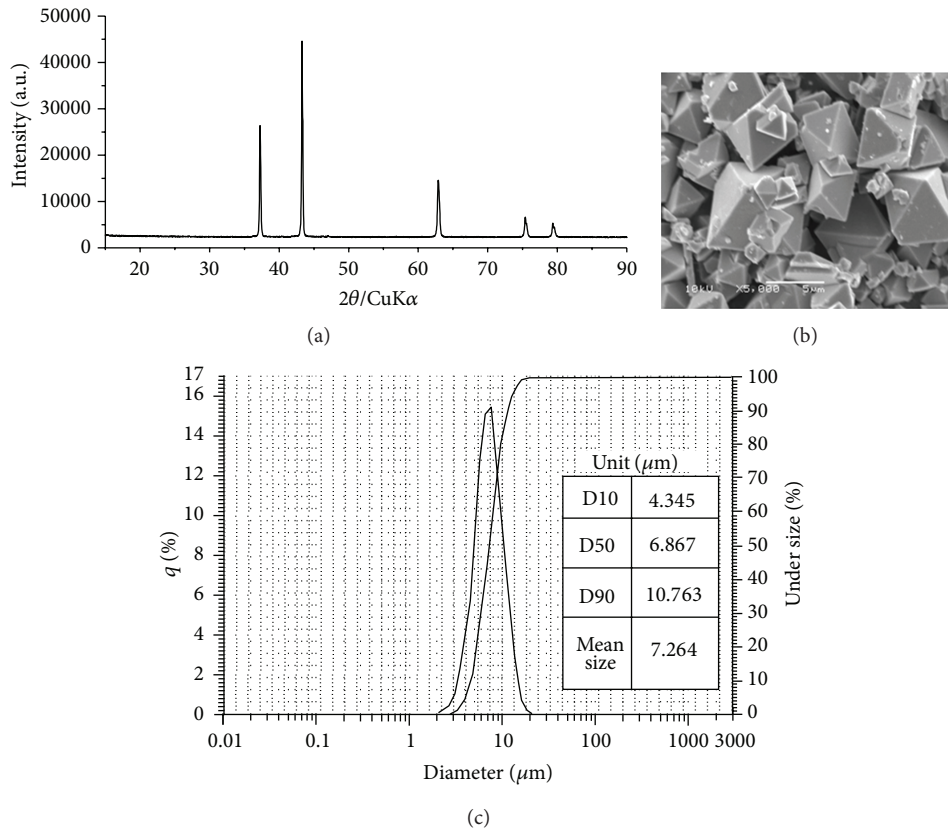 50000
40000
30000
20000
10000
0
Intensity (a.u.)
20 30 40 50 60 70 80 90
2θ/CuKα
(a)
10kV X5,000 5μm
(b)
17
16
14
12
10
8
6
4
2
0
q (%)
100
90
80
70
60
50
40
30
20
10
0
Under size (%)
Unit (μm)
D10 4.345
D50 6.867
D90 10.763
Mean size 7.264
0.01 0.1 1 10 100 1000 3000
Diameter (μm)
(c)